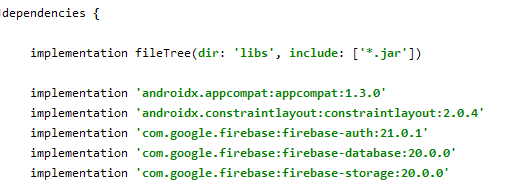 dependencies {
implementation fileTree(dir: 'libs', include: ['*.jar'])
implementation 'androidx.appcompat:appcompat:1.3.0'
implementation 'androidx.constraintlayout:constraintlayout:2.0.4'
implementation 'com.google.firebase:firebase-auth:21.0.1'
implementation 'com.google.firebase:firebase-database:20.0.0'
implementation 'com.google.firebase:firebase-storage:20.0.0'